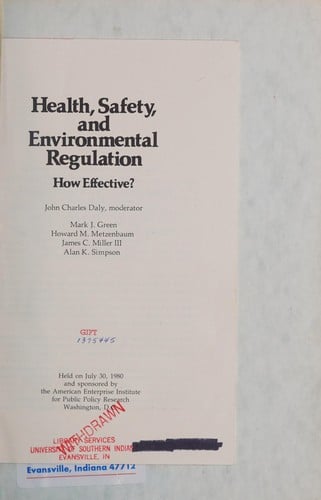 Health, Safety,
and
Environmental
Regulation
How Effective?
John Charles Daly, moderator
Mark J. Green
Howard M. Metzenbaum
James C. Miller III
Alan K. Simpson
GIFT
1375445
Held on July 30, 1980
and sponsored by
the American Enterprise Institute
for Public Policy Research
Washington,
WITHDRAWN
LIBRARY SERVICES
UNIVERSITY OF SOUTHERN INDIANA
EVANSVILLE, IN
Evansville, Indiana 47712